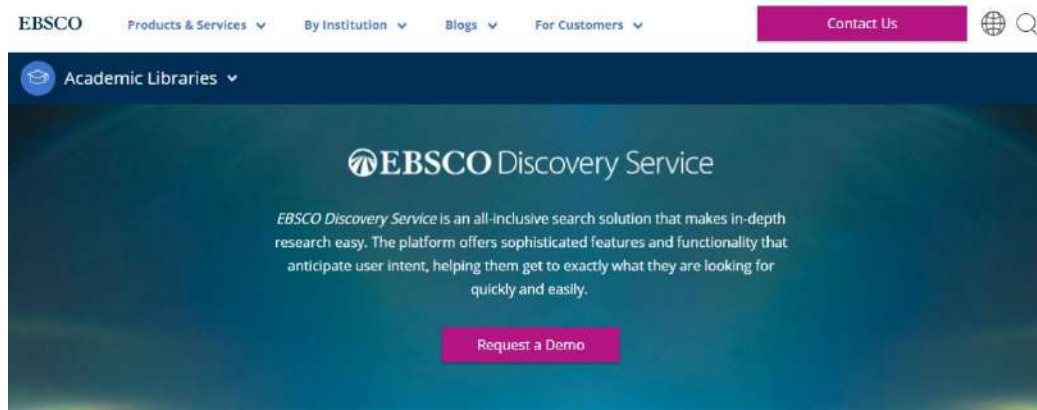 EBSCO Products & Services By Institution Blogs For Customers Contact Us
Academic Libraries
EBSCO Discovery Service
EBSCO Discovery Service is an all-inclusive search solution that makes in-depth
research easy. The platform offers sophisticated features and functionality that
anticipate user intent, helping them get to exactly what they are looking for
quickly and easily.
Request a Demo